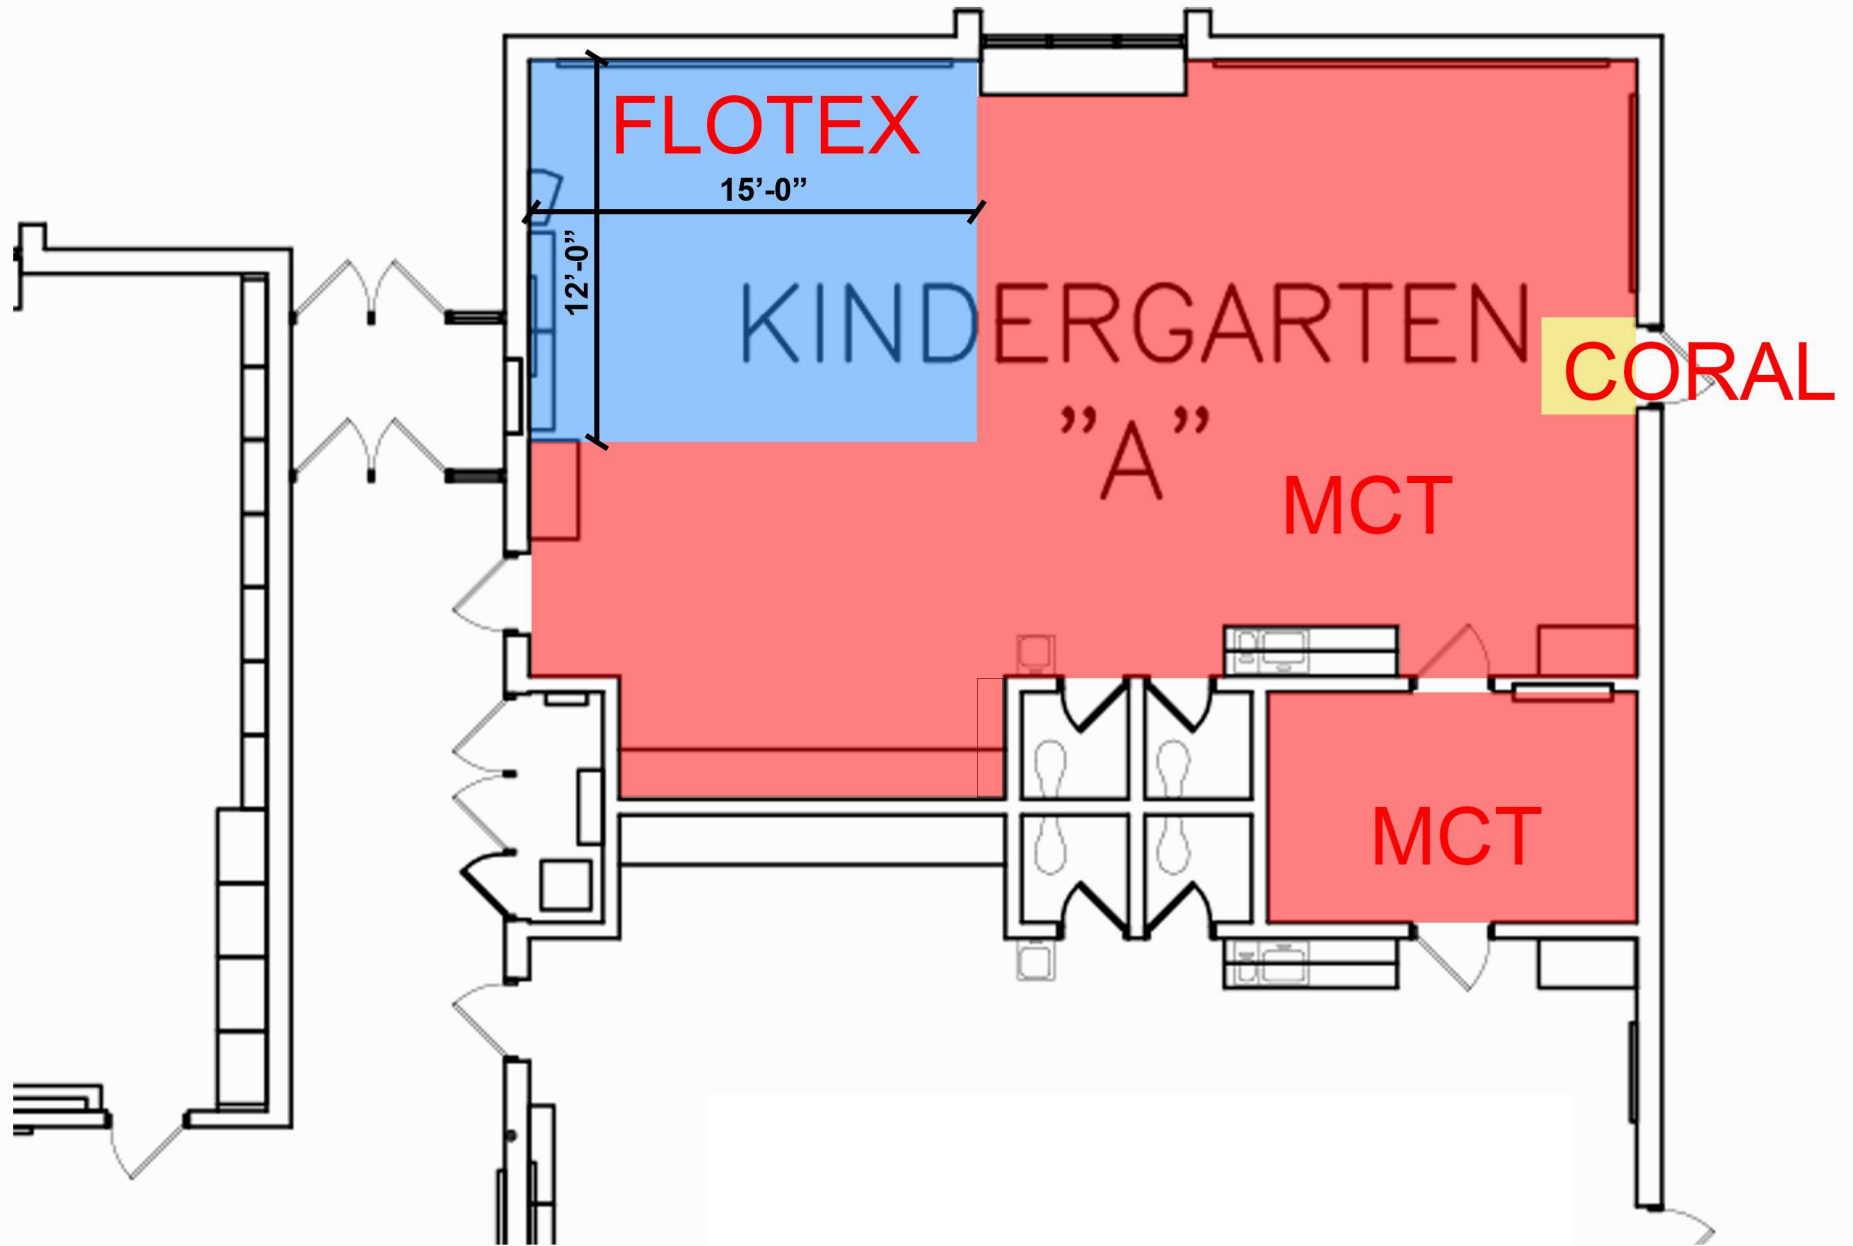 FLOTEX
15’-0”
12’-0”
KINDERGARTEN
”A”
CORAL
MCT
MCT